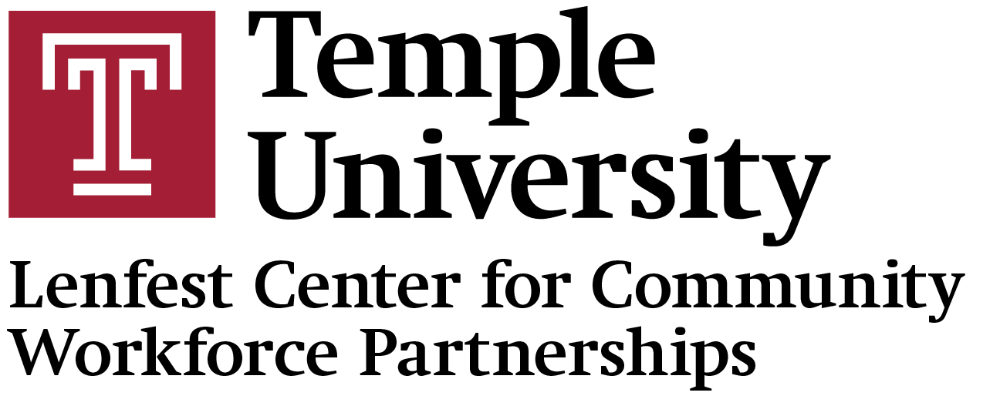 Temple
University
Lenfest Center for Community
Workforce Partnerships